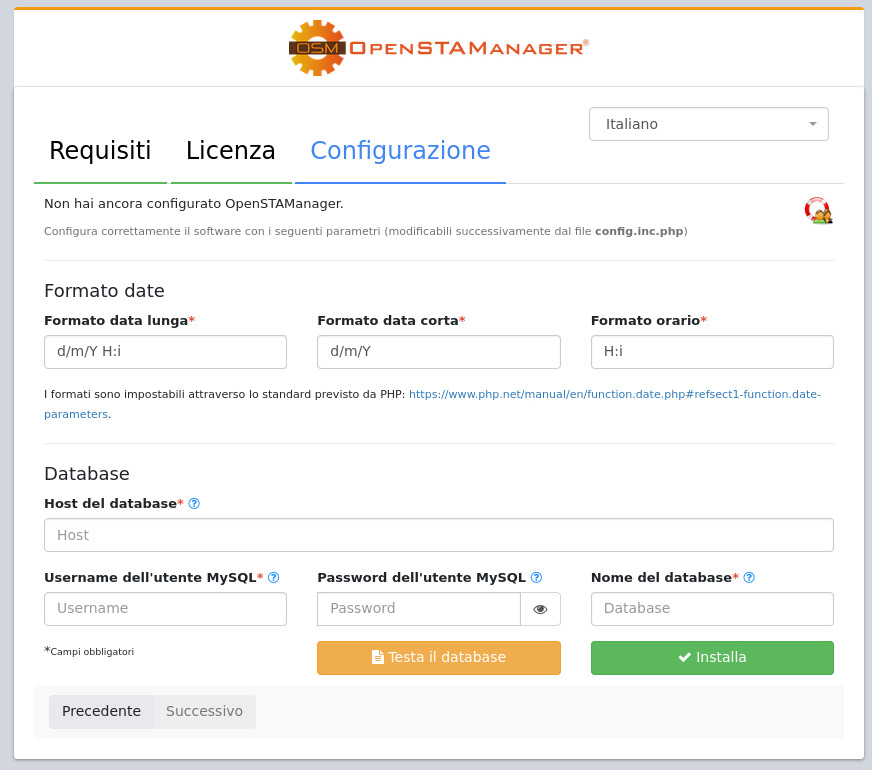 OSM OPENSTAMANAGER®
Italiano
Requisiti Licenza Configurazione
Non hai ancora configurato OpenSTAManager.
Configura correttamente il software con i seguenti parametri (modificabili successivamente dal file config.inc.php)
Formato date
Formato data lunga* Formato data corta* Formato orario*
d/m/Y H:i d/m/Y H:i
I formati sono impostabili attraverso lo standard previsto da PHP: https://www.php.net/manual/en/function.date.php#refsect1-function.date-
parameters.
Database
Host del database*
Host
Username dell'utente MySQL* Password dell'utente MySQL Nome del database*
Username Password Database
*Campi obbligatori Testa il database Installa
Precedente Successivo